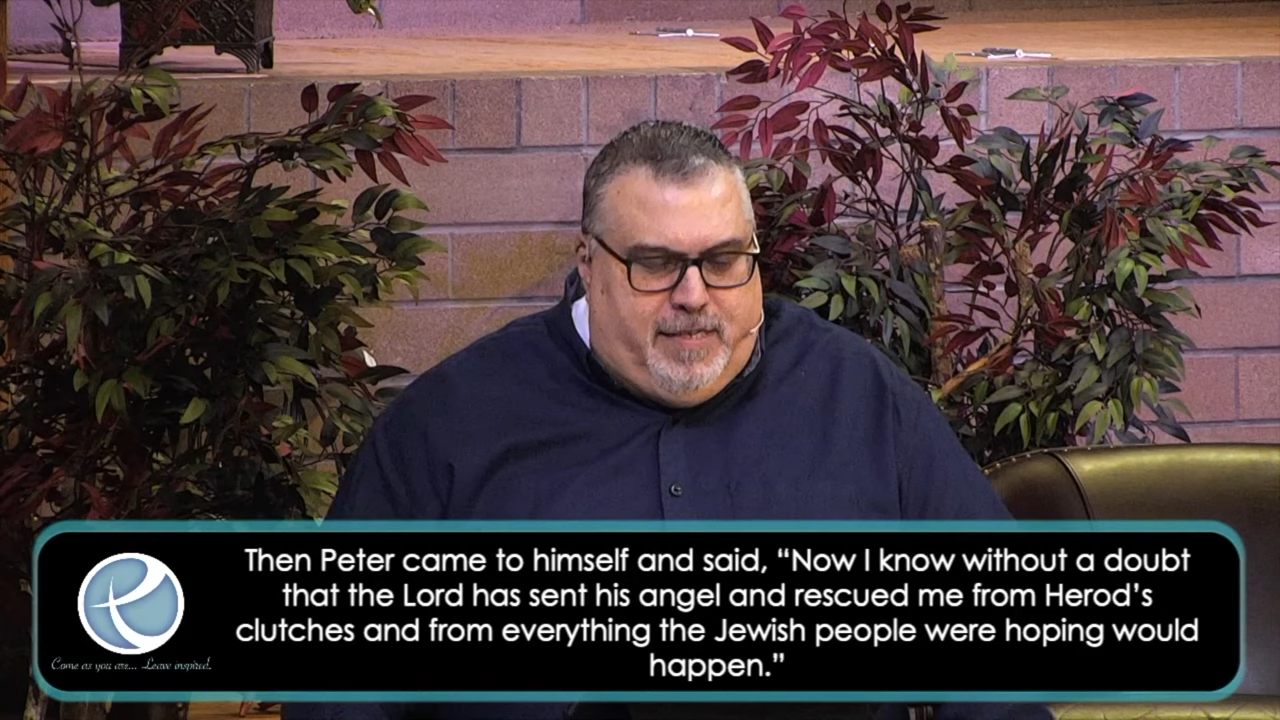 Then Peter came to himself and said, “Now I know without a doubt
that the Lord has sent his angel and rescued me from Herod’s
clutches and from everything the Jewish people were hoping would
happen.”
Come as you are... Leave inspired.